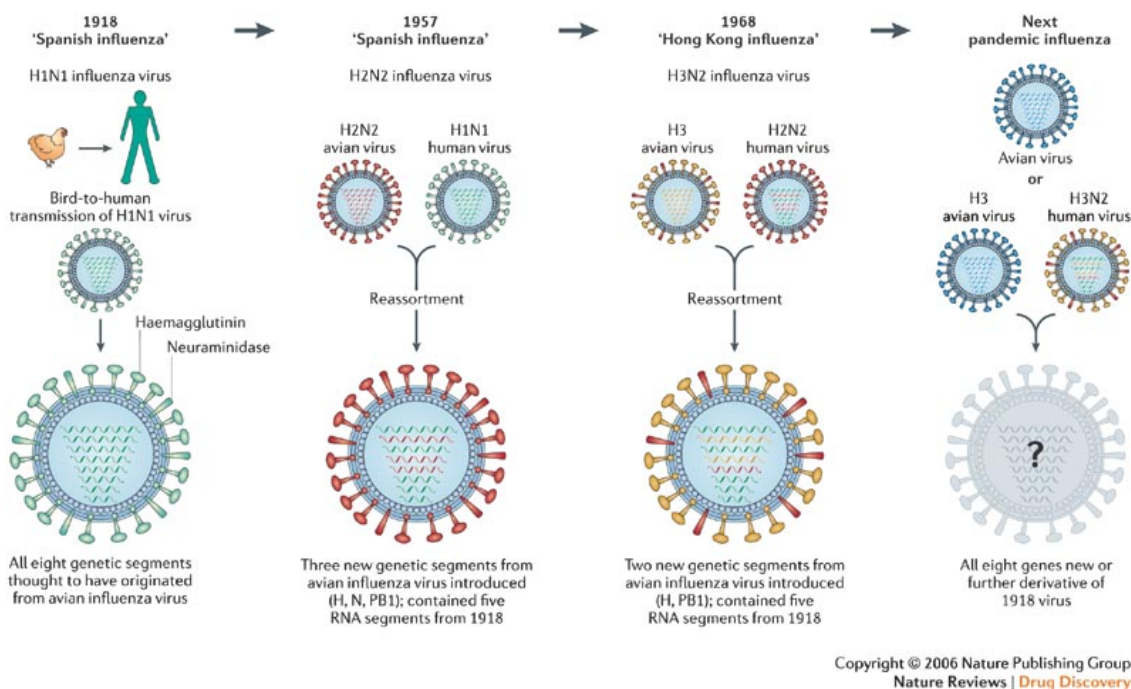 1918
'Spanish influenza'
H1N1 influenza virus
Bird-to-human
transmission of H1N1 virus
Haemagglutinin
Neuraminidase
All eight genetic segments
thought to have originated
from avian influenza virus
1957
'Spanish influenza'
H2N2 influenza virus
H2N2
avian virus
H1N1
human virus
Reassortment
Three new genetic segments from
avian influenza virus introduced
(H, N, PB1); contained five
RNA segments from 1918
1968
'Hong Kong influenza'
H3N2 influenza virus
H3
avian virus
H2N2
human virus
Reassortment
Two new genetic segments from
avian influenza virus introduced
(H, PB1); contained five
RNA segments from 1918
Next
pandemic influenza
Avian virus
or
H3
avian virus
H3N2
human virus
?
All eight genes new or
further derivative of
1918 virus
Copyright © 2006 Nature Publishing Group
Nature Reviews | Drug Discovery